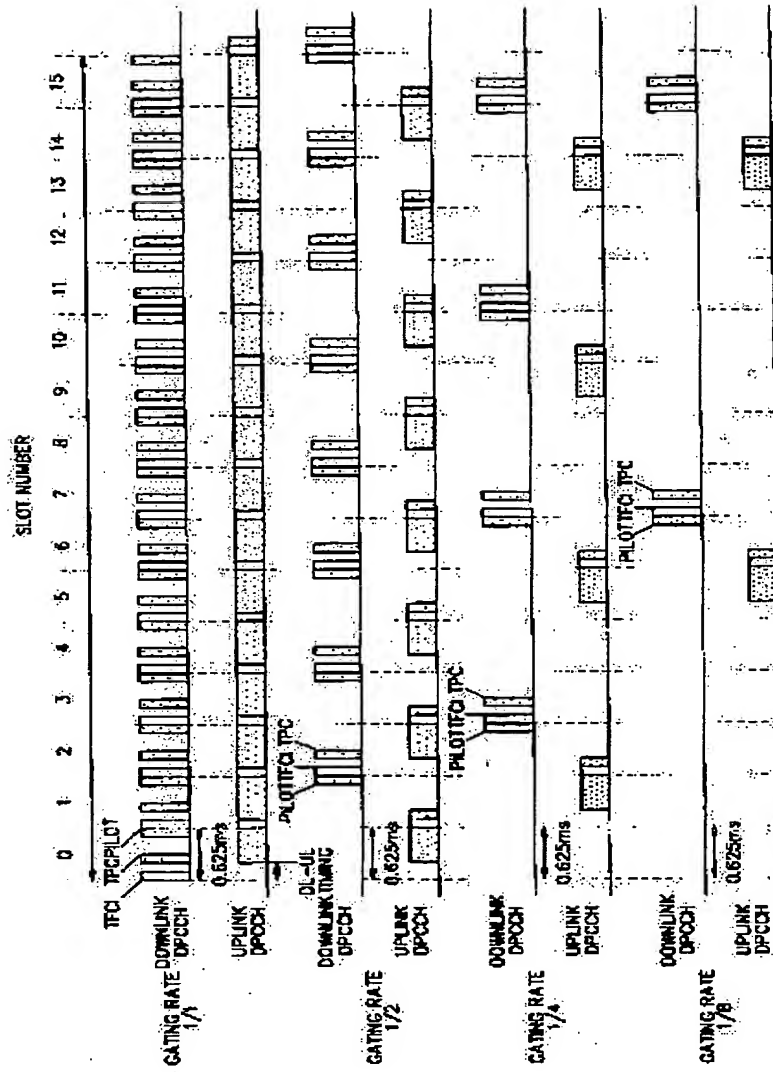 SLOT NUMBER
0 1 2 3 4 5 6 7 8 9 10 11 12 13 14 15
TFCI TPC PILOT
DOWNLINK
DPCCH
0.625ms
GATING RATE
1/1
UPLINK
DPCCH
DL-UL
TIMING
PILOT TFCI TPC
DOWNLINK
DPCCH
0.625ms
GATING RATE
1/2
UPLINK
DPCCH
PILOT TFCI TPC
DOWNLINK
DPCCH
GATING RATE
1/4
0.625ms
UPLINK
DPCCH
PILOT TFCI TPC
DOWNLINK
DPCCH
0.625ms
GATING RATE
1/8
UPLINK
DPCCH